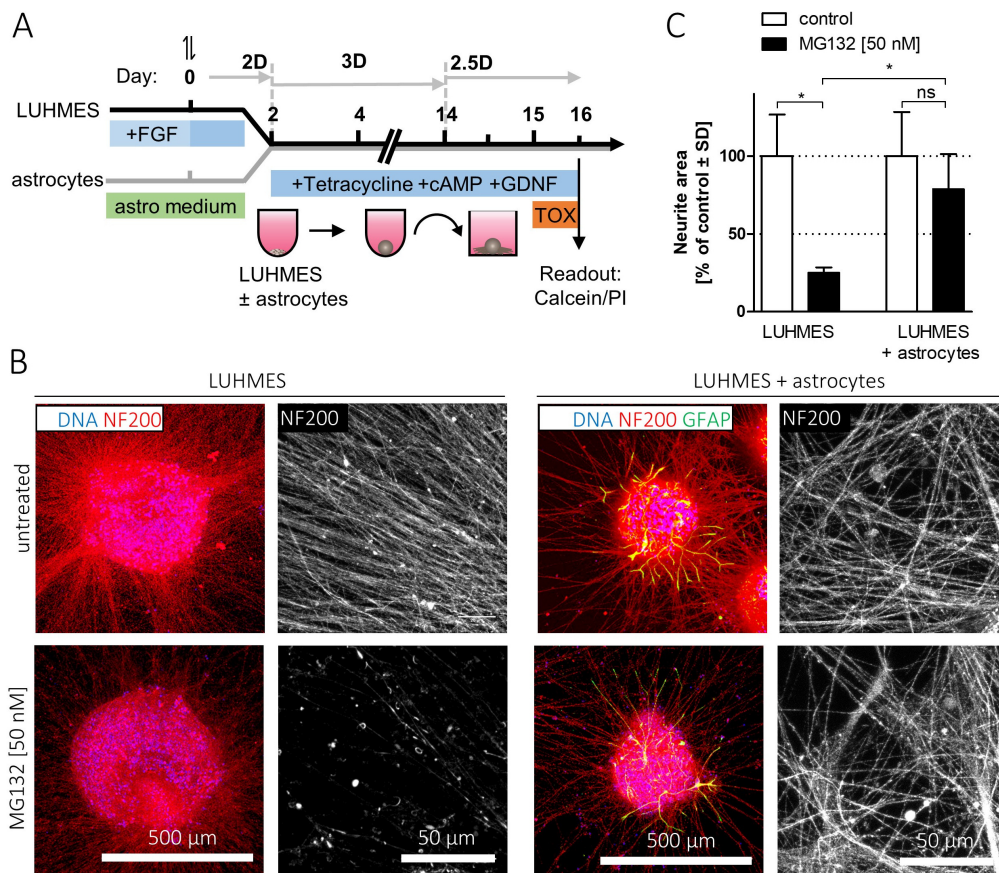 A
Day: 0 2D 3D 2.5D
LUHMES 2 4 14 15 16
+FGF
astrocytes
+Tetracycline +cAMP +GDNF
astro medium
TOX
LUHMES
± astrocytes
Readout:
Calcein/PI
C
control
MG132 [50 nM]
*
* ns
Neurite area
[% of control ± SD]
100
50
0
LUHMES
LUHMES
+ astrocytes
B
LUHMES
LUHMES + astrocytes
untreated
DNA NF200
NF200
DNA NF200 GFAP
NF200
MG132 [50 nM]
500 µm
50 µm
500 µm
50 µm